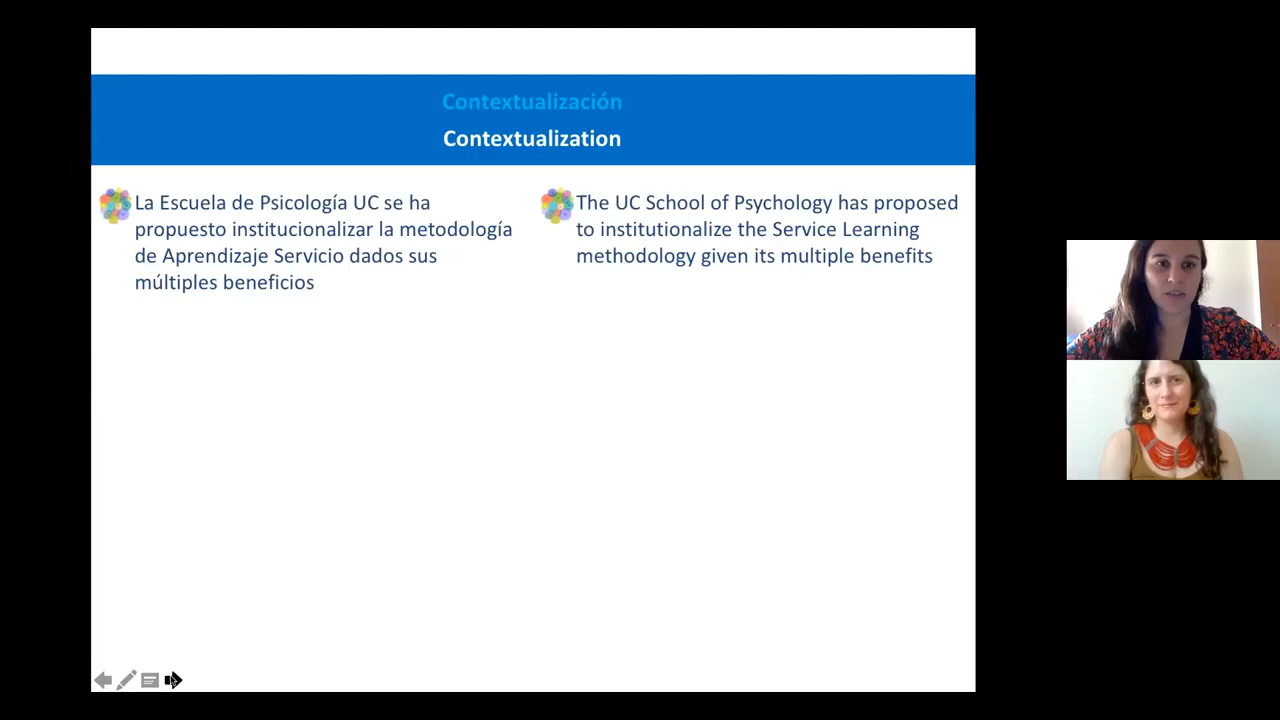 Contextualización
Contextualization
La Escuela de Psicología UC se ha
propuesto institucionalizar la metodología
de Aprendizaje Servicio dados sus
múltiples beneficios
The UC School of Psychology has proposed
to institutionalize the Service Learning
methodology given its multiple benefits